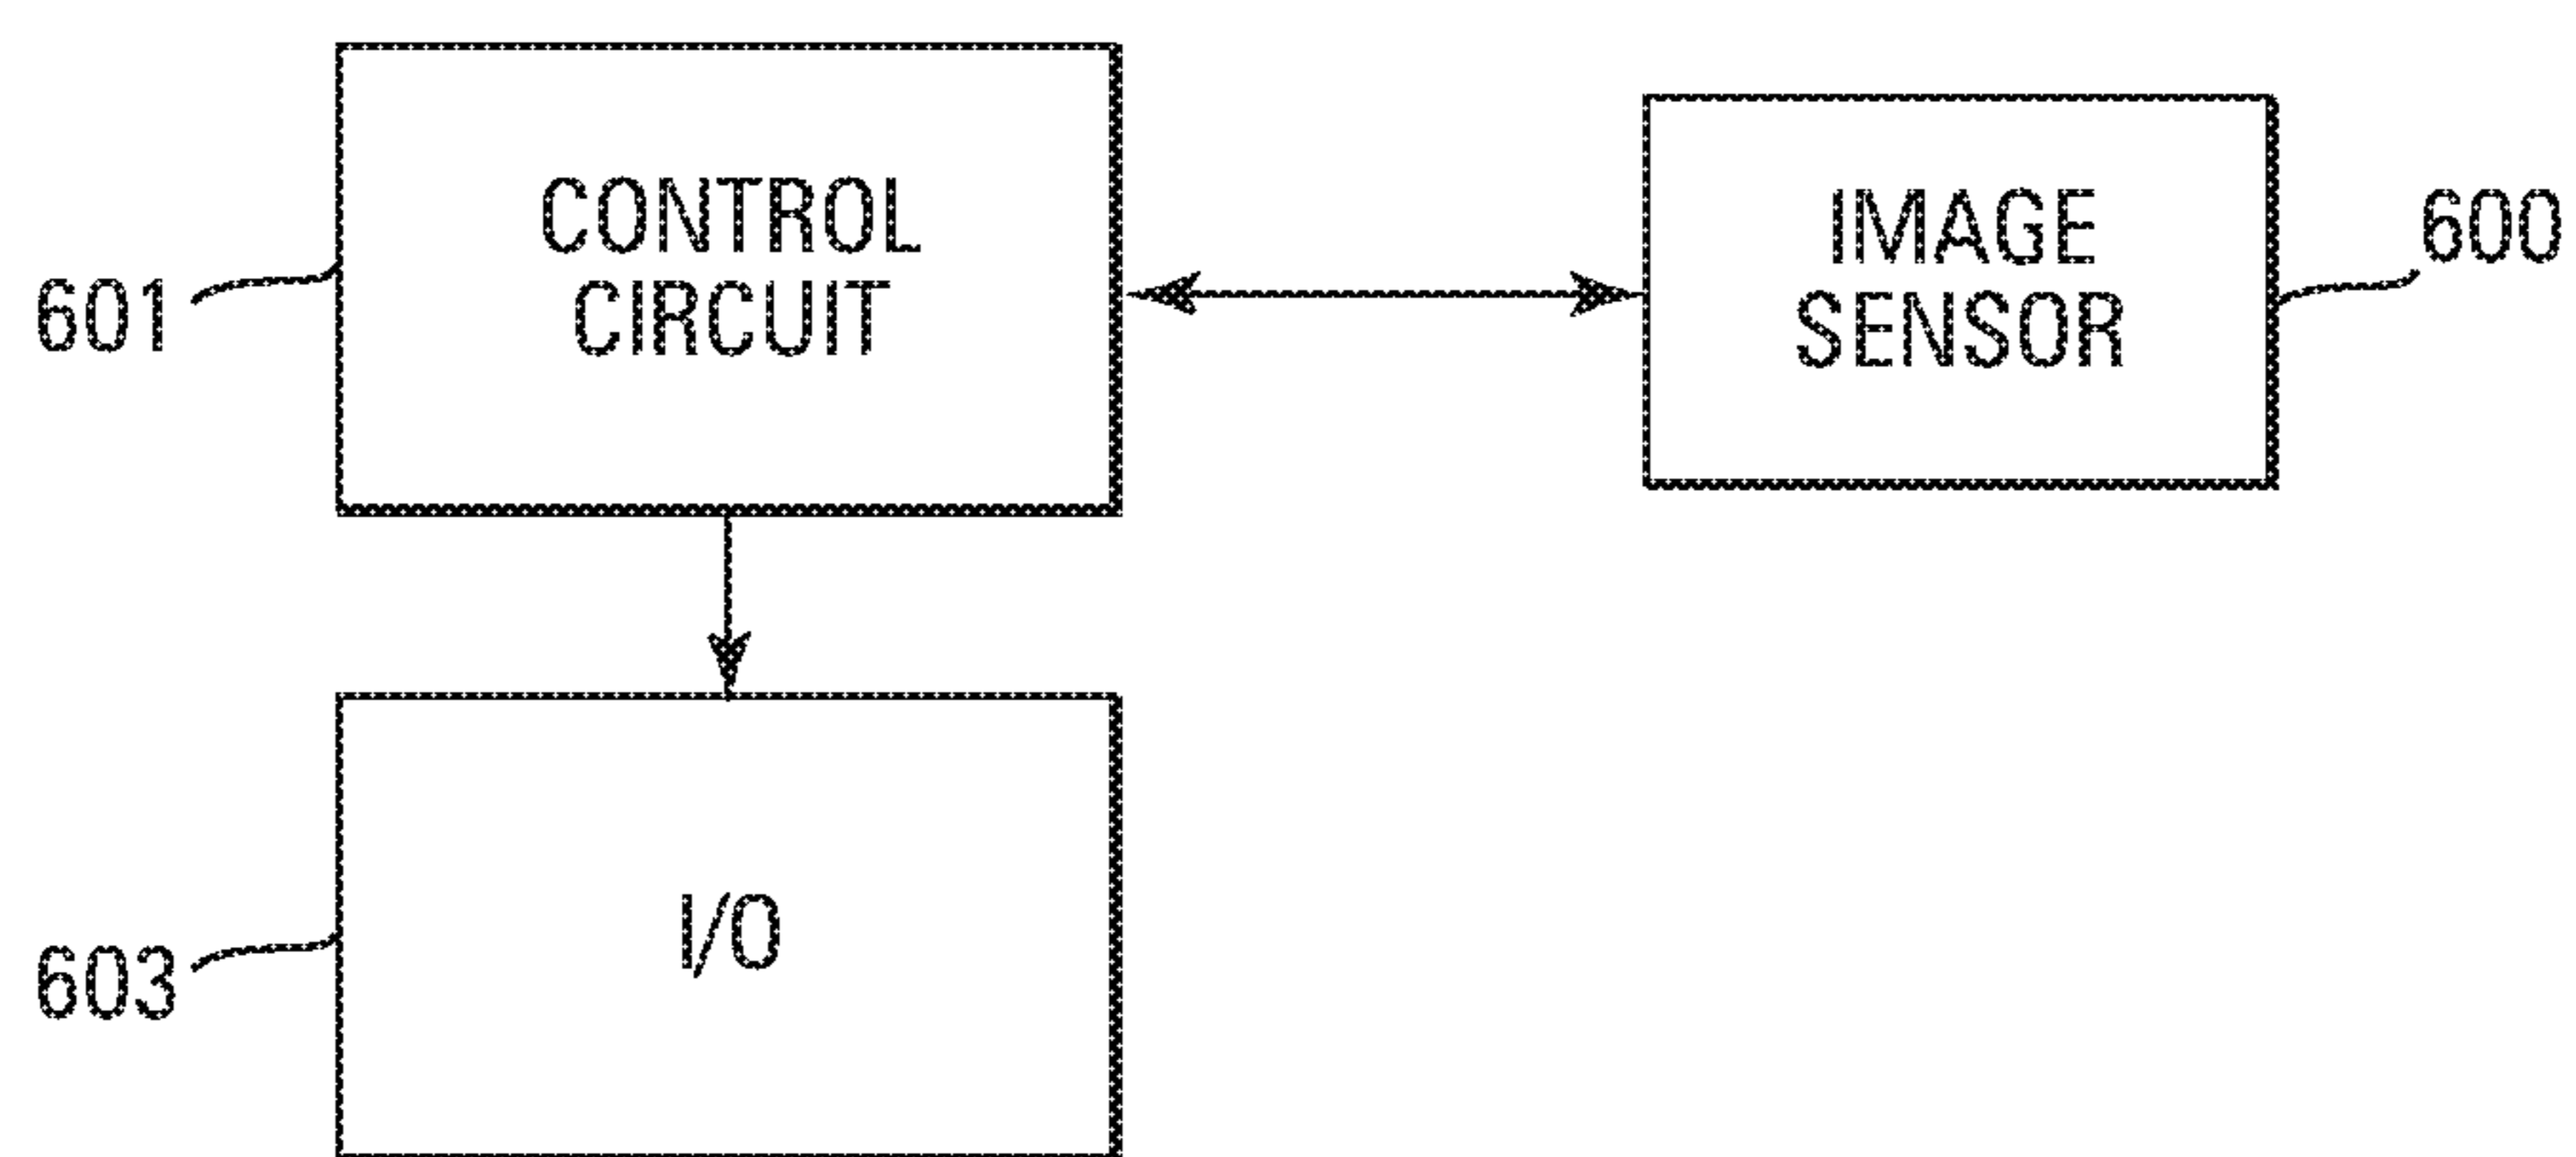 CONTROL
CIRCUIT
601
IMAGE
SENSOR
600
I/O
603